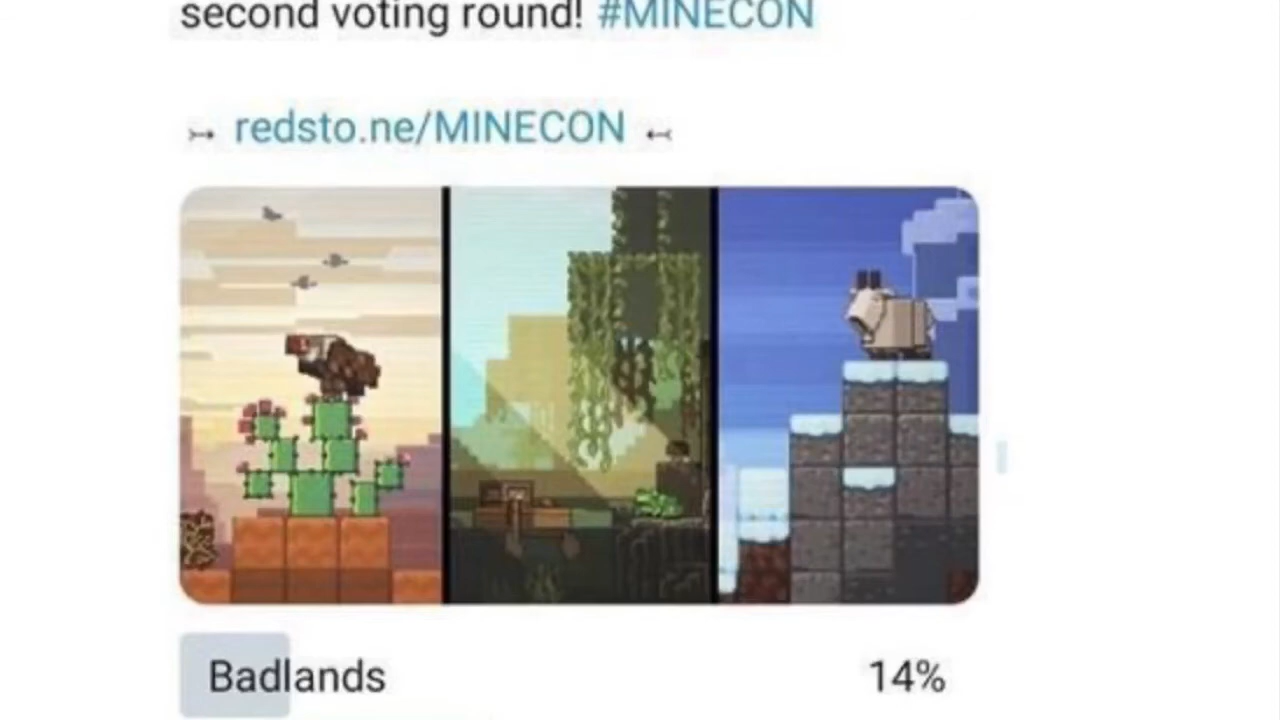 second voting round! #MINECON
➳ redsto.ne/MINECON ⬿
Badlands 14%